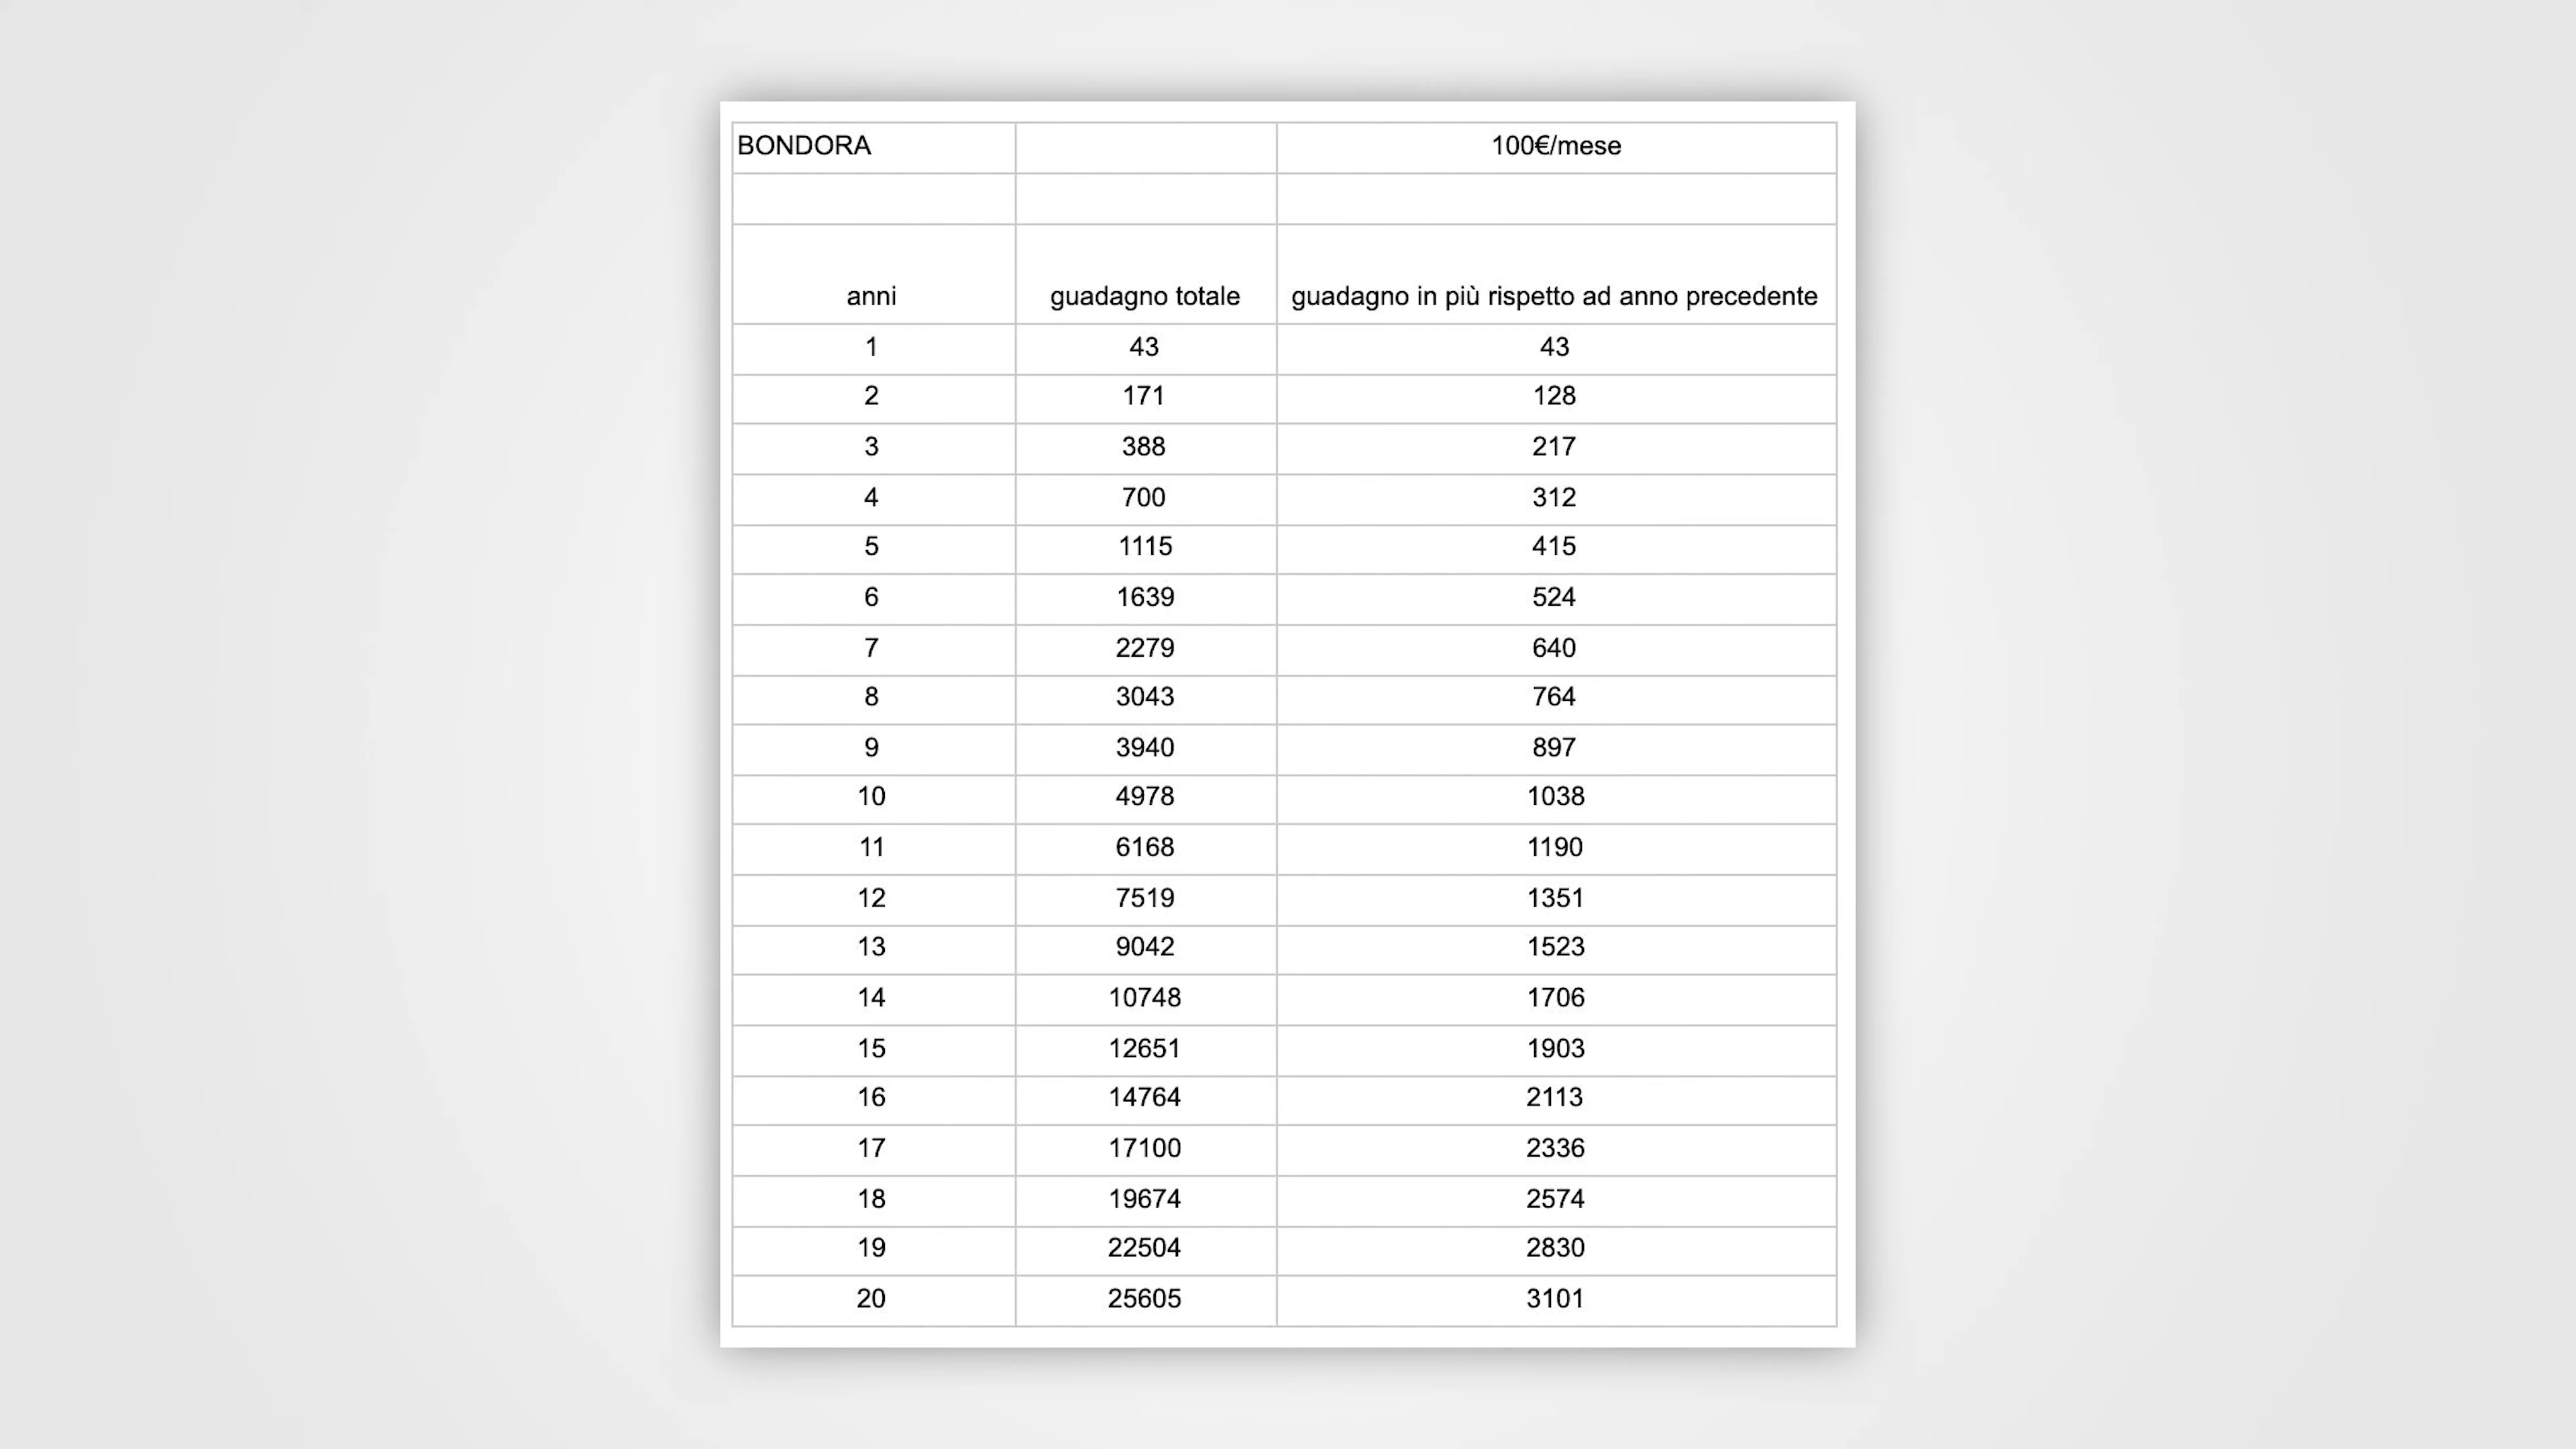 BONDORA 100€/mese
anni guadagno totale guadagno in più rispetto ad anno precedente
1 43 43
2 171 128
3 388 217
4 700 312
5 1115 415
6 1639 524
7 2279 640
8 3043 764
9 3940 897
10 4978 1038
11 6168 1190
12 7519 1351
13 9042 1523
14 10748 1706
15 12651 1903
16 14764 2113
17 17100 2336
18 19674 2574
19 22504 2830
20 25605 3101